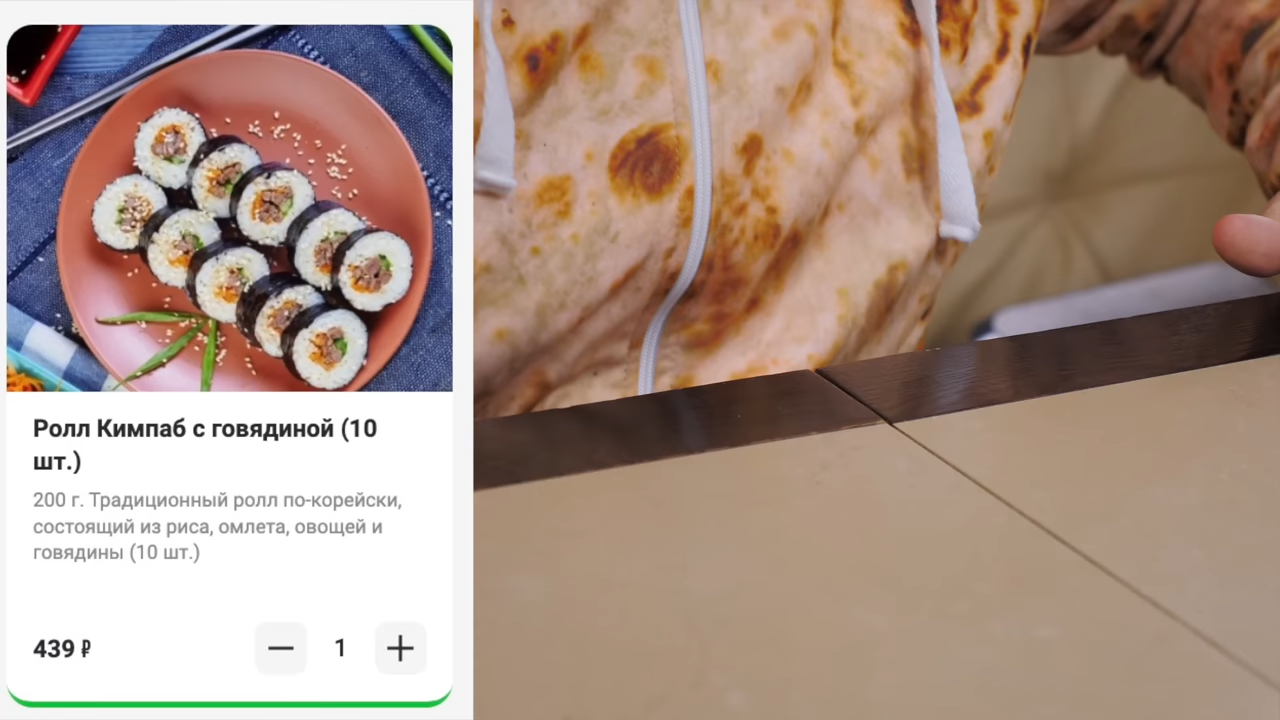 Ролл Кимпаб с говядиной (10
шт.)
200 г. Традиционный ролл по-корейски,
состоящий из риса, омлета, овощей и
говядины (10 шт.)
439 ₽
1